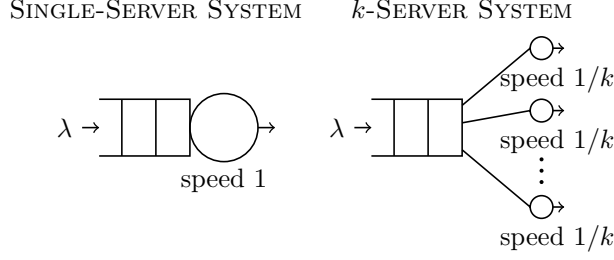 SINGLE-SERVER SYSTEM
k-SERVER SYSTEM
λ
speed 1
λ
speed 1/k
speed 1/k
⋮
speed 1/k